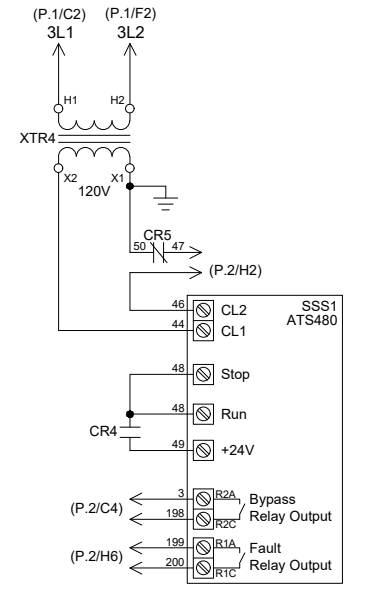 (P.1/C2) (P.1/F2)
3L1 3L2
H1 H2
XTR4
X2 X1
120V
CR5
50 47
(P.2/H2)
SSS1
ATS480
46 CL2
44 CL1
48 Stop
48 Run
CR4
49 +24V
3 R2A Bypass
(P.2/C4)
198 R2C Relay Output
199 R1A Fault
(P.2/H6)
200 R1C Relay Output